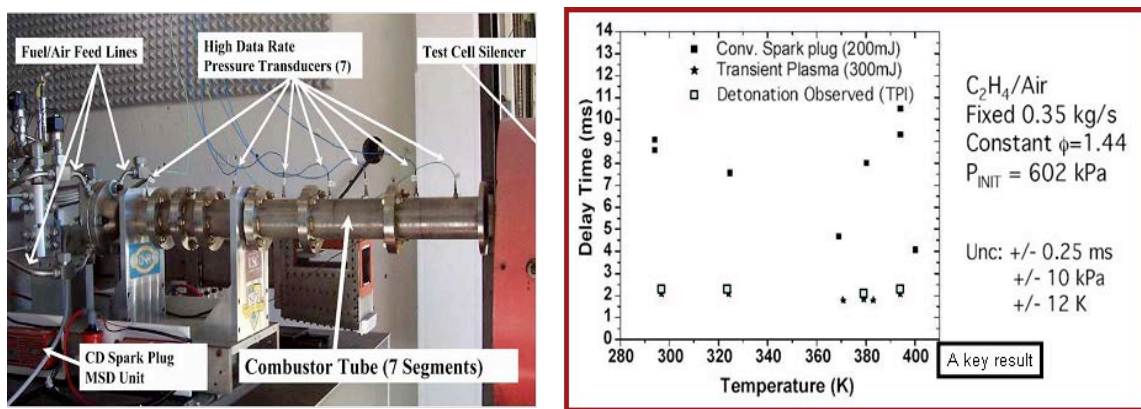 Fuel/Air Feed Lines
High Data Rate
Pressure Transducers (7)
Test Cell Silencer
CD Spark Plug
MSD Unit
Combustor Tube (7 Segments)
Delay Time (ms)
14
13
12
11
10
9
8
7
6
5
4
3
2
1
0
Conv. Spark plug (200mJ)
Transient Plasma (300mJ)
Detonation Observed (TPI)
280 300 320 340 360 380 400
Temperature (K)
C₂H₄/Air
Fixed 0.35 kg/s
Constant ϕ=1.44
P_INIT = 602 kPa
Unc: +/- 0.25 ms
+/- 10 kPa
+/- 12 K
A key result